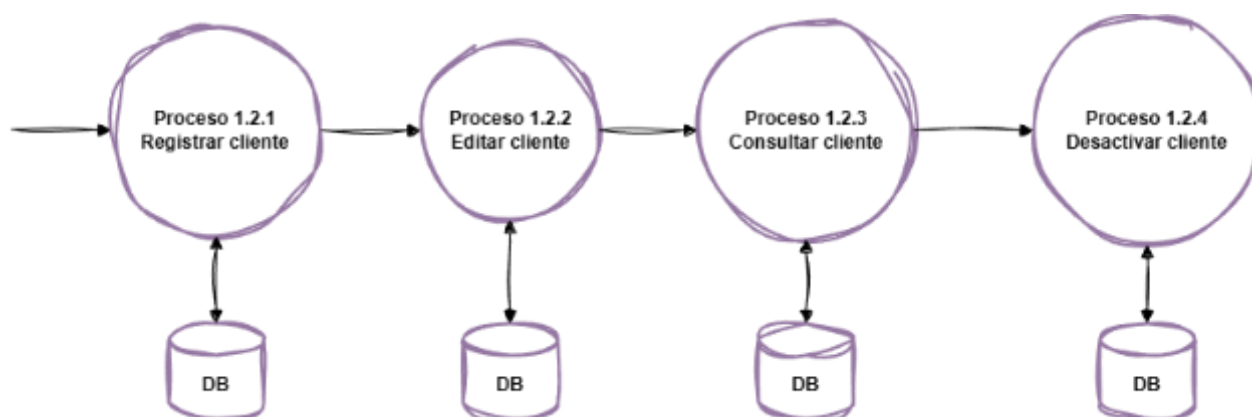 Proceso 1.2.1
Registrar cliente
Proceso 1.2.2
Editar cliente
Proceso 1.2.3
Consultar cliente
Proceso 1.2.4
Desactivar cliente
DB
DB
DB
DB